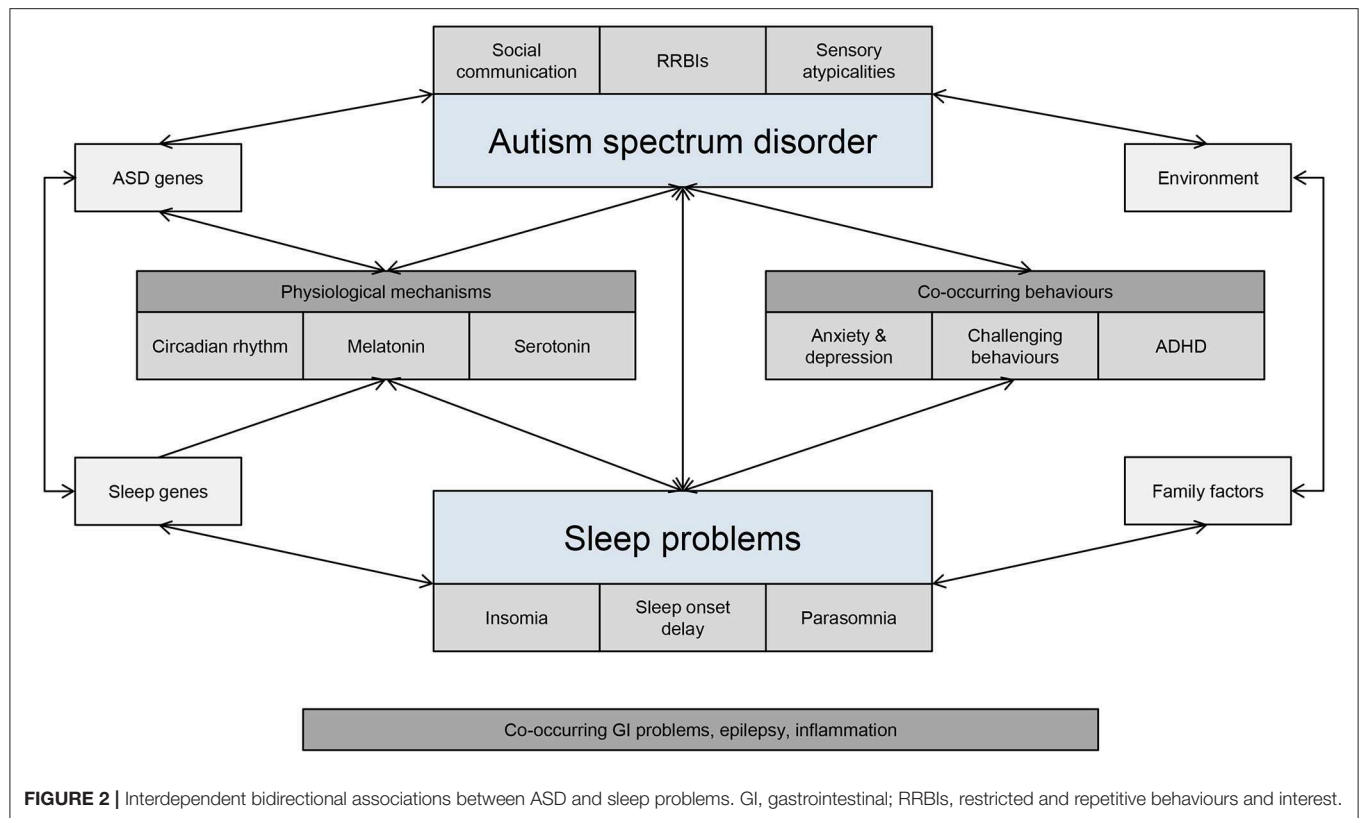 Social
communication
RRBIs
Sensory
atypicalities
Autism spectrum disorder
ASD genes
Environment
Physiological mechanisms
Circadian rhythm
Melatonin
Serotonin
Co-occurring behaviours
Anxiety &
depression
Challenging
behaviours
ADHD
Sleep genes
Family factors
Sleep problems
Insomia
Sleep onset
delay
Parasomnia
Co-occurring GI problems, epilepsy, inflammation
FIGURE 2 | Interdependent bidirectional associations between ASD and sleep problems. GI, gastrointestinal; RRBIs, restricted and repetitive behaviours and interest.